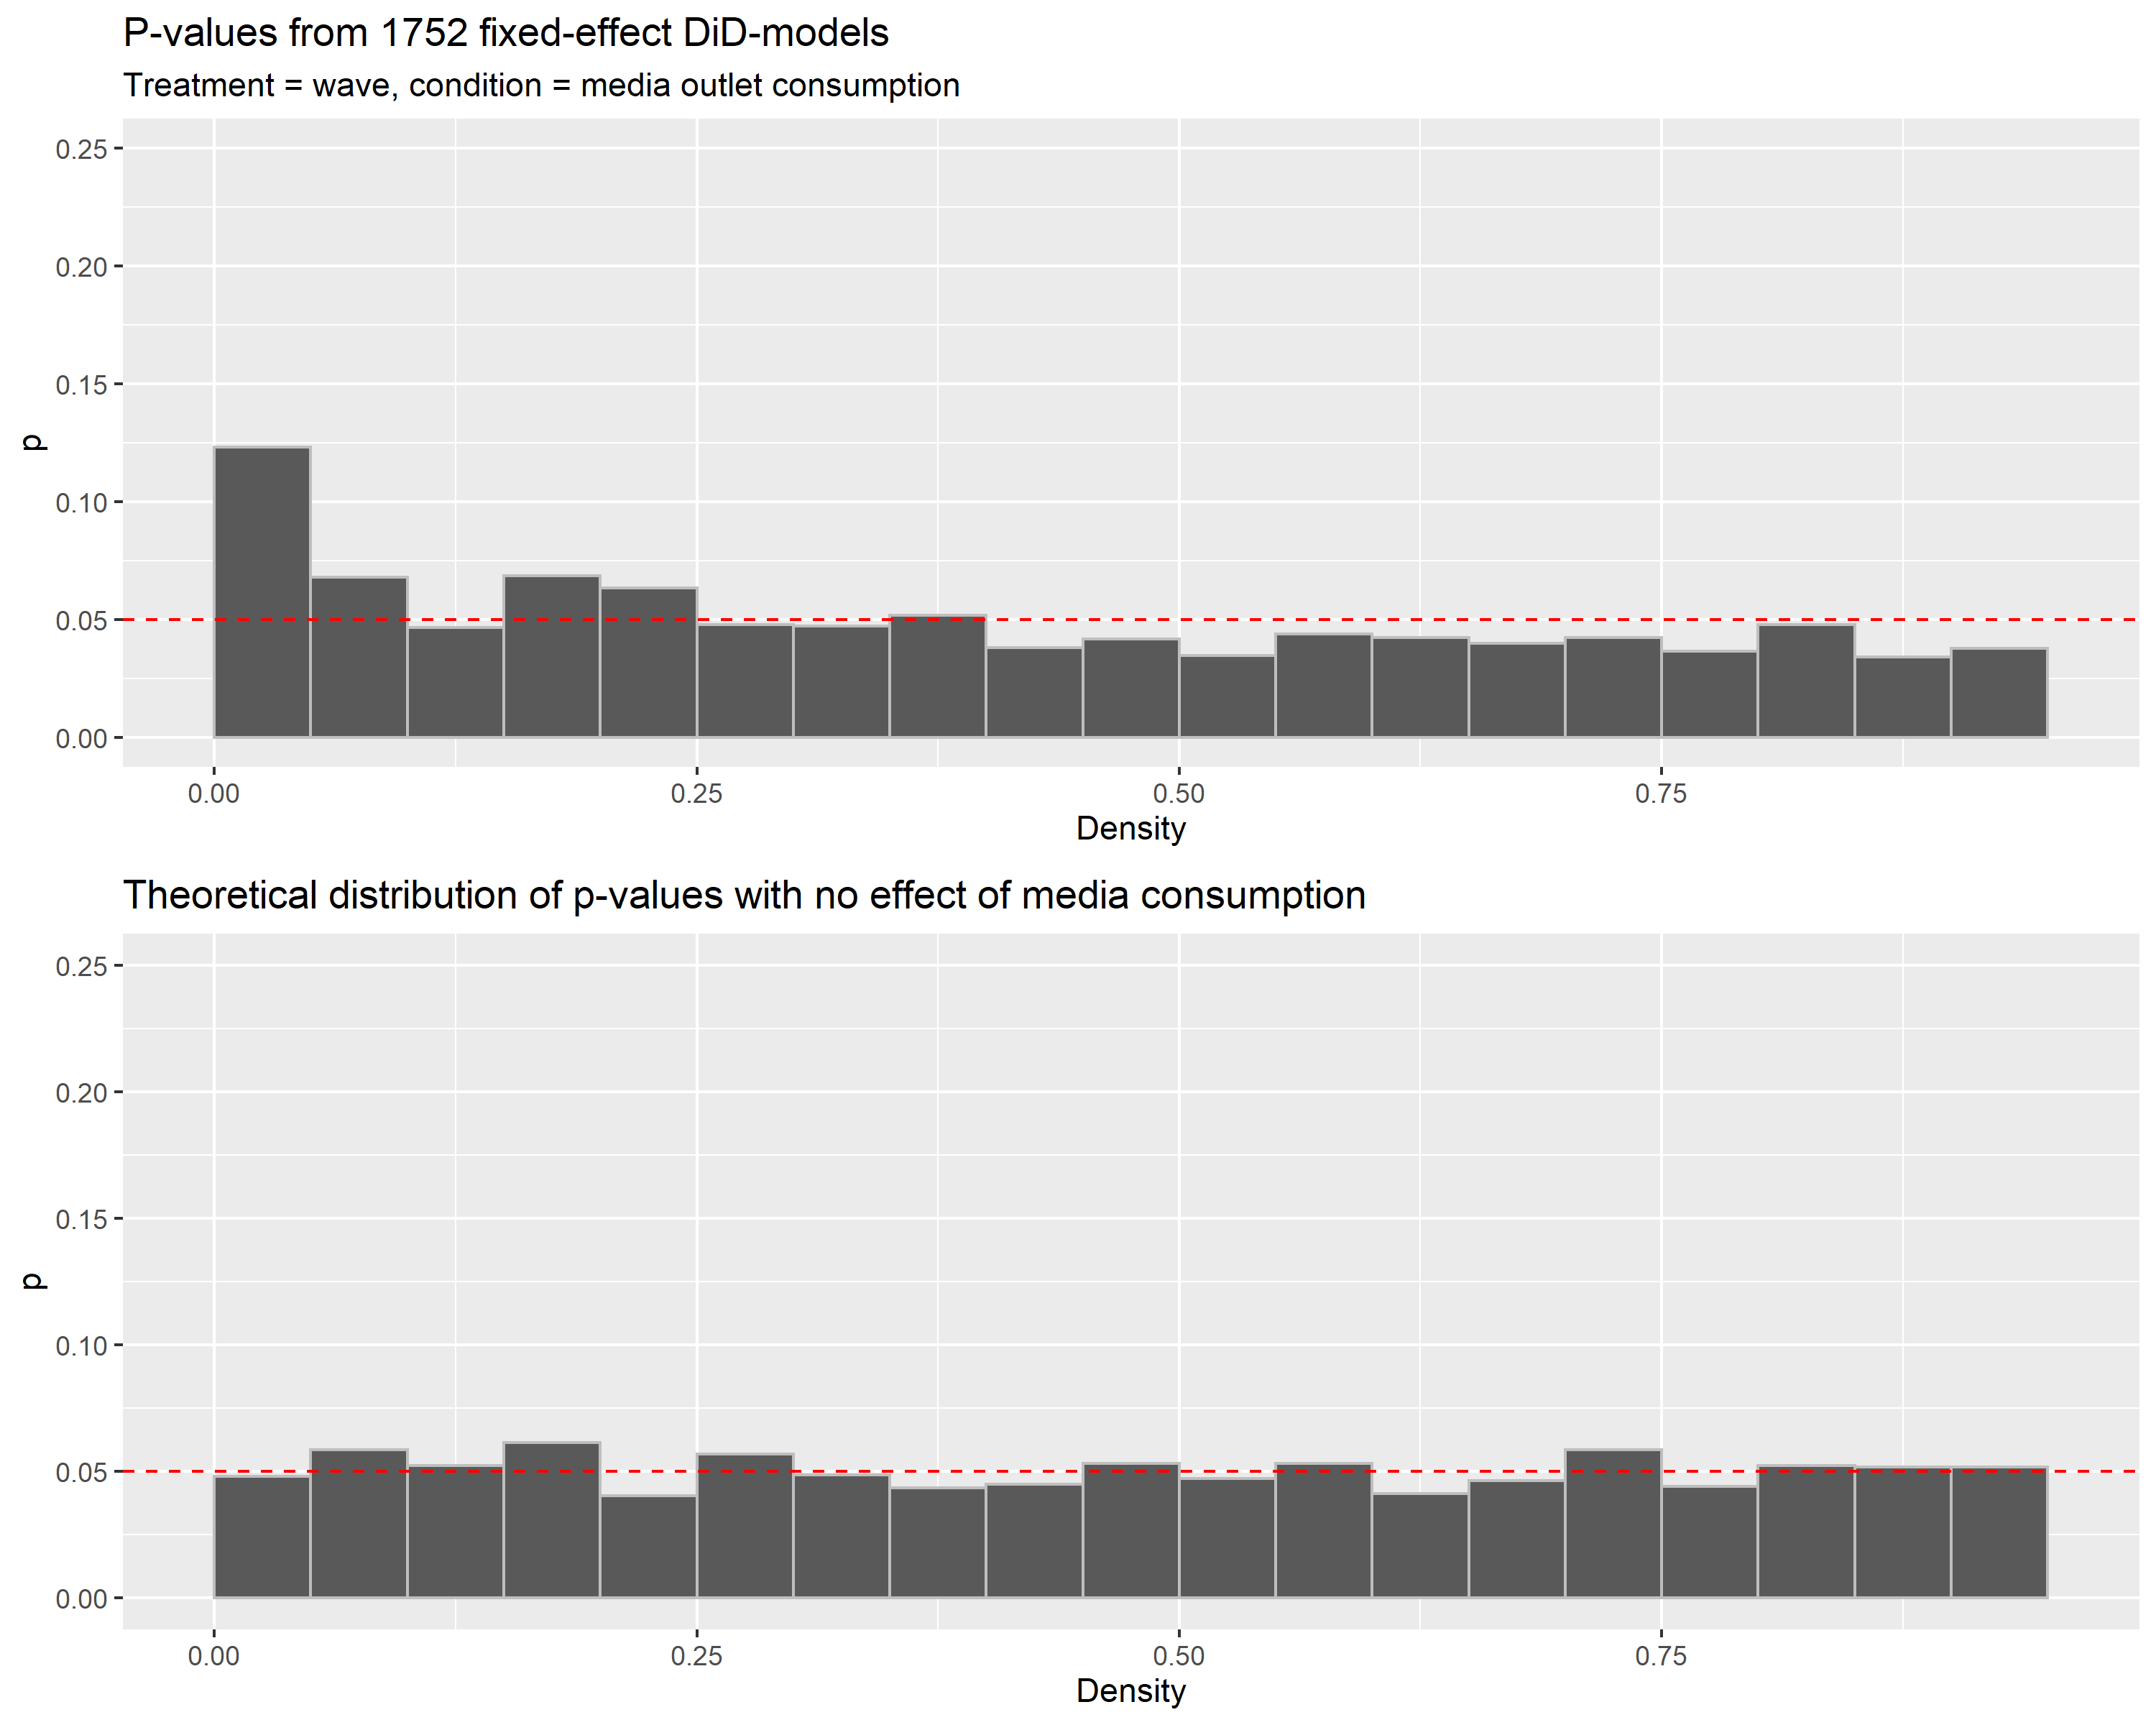 P-values from 1752 fixed-effect DiD-models
Treatment = wave, condition = media outlet consumption
0.25
0.20
0.15
0.10
0.05
0.00
p
0.00 0.25 0.50 0.75
Density
Theoretical distribution of p-values with no effect of media consumption
0.25
0.20
0.15
0.10
0.05
0.00
p
0.00 0.25 0.50 0.75
Density